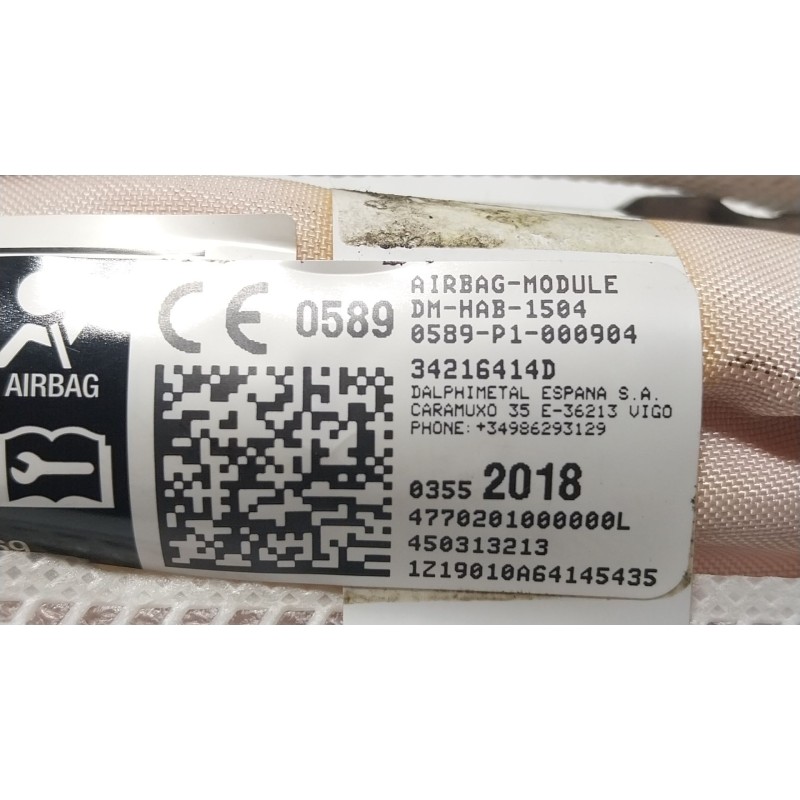 AIRBAG
69
CE 0589
AIRBAG-MODULE
DM-HAB-1504
0589-P1-000904
34216414D
DALPHIMETAL ESPANA S.A.
CARAMUXO 35 E-36213 VIGO
PHONE: +34986293129
0355 2018
4770201000000L
450313213
1Z19010A64145435